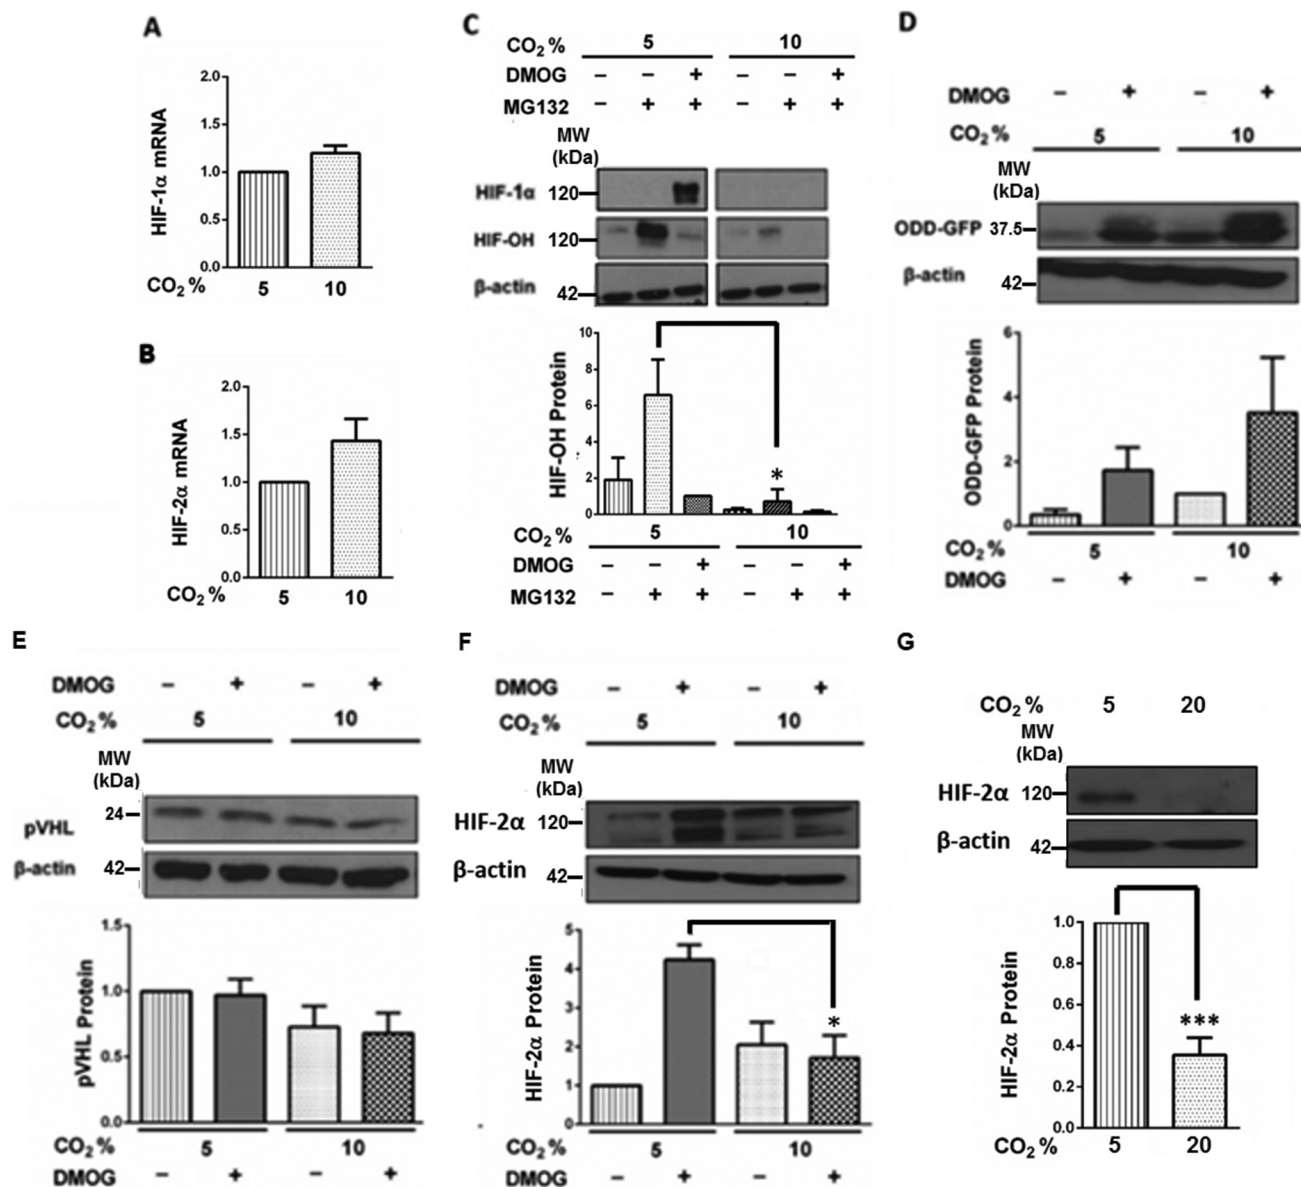 A
2.0
1.5
1.0
0.5
0.0
HIF-1α mRNA
CO2 % 5 10
B
2.0
1.5
1.0
0.5
0.0
HIF-2α mRNA
CO2 % 5 10
C
CO2 % 5 10
DMOG – – + – – +
MG132 – + + – + +
MW
(kDa)
HIF-1α 120
HIF-OH 120
β-actin 42
10
8
6
4
2
0
HIF-OH Protein
*
CO2 % 5 10
DMOG – – + – – +
MG132 – + + – + +
D
DMOG – + – +
CO2 % 5 10
MW
(kDa)
ODD-GFP 37.5
β-actin 42
6
4
2
0
ODD-GFP Protein
CO2 % 5 10
DMOG – + – +
E
DMOG – + – +
CO2 % 5 10
MW
(kDa)
pVHL 24
β-actin 42
1.5
1.0
0.5
0.0
pVHL Protein
CO2 % 5 10
DMOG – + – +
F
DMOG – + – +
CO2 % 5 10
MW
(kDa)
HIF-2α 120
β-actin 42
5
4
3
2
1
0
HIF-2α Protein
*
CO2 % 5 10
DMOG – + – +
G
CO2 % 5 20
MW
(kDa)
HIF-2α 120
β-actin 42
1.0
0.8
0.6
0.4
0.2
0.0
HIF-2α Protein
***
CO2 % 5 20